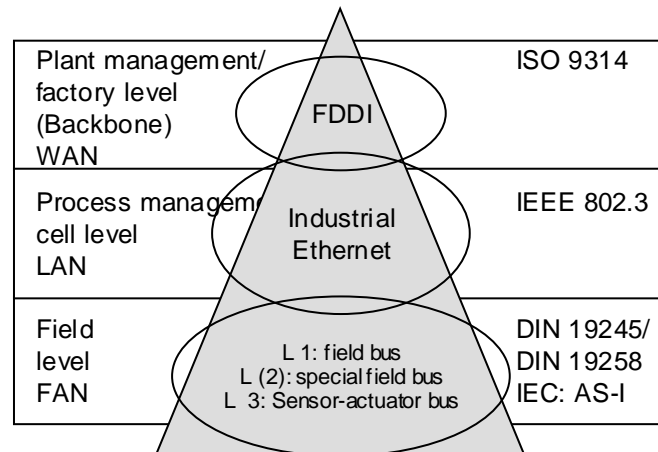 Plant management/
factory level
(Backbone)
WAN
FDDI
ISO 9314
Process manageme
cell level
LAN
Industrial
Ethernet
IEEE 802.3
Field
level
FAN
L 1: field bus
L (2): special field bus
L 3: Sensor-actuator bus
DIN 19245/
DIN 19258
IEC: AS-I